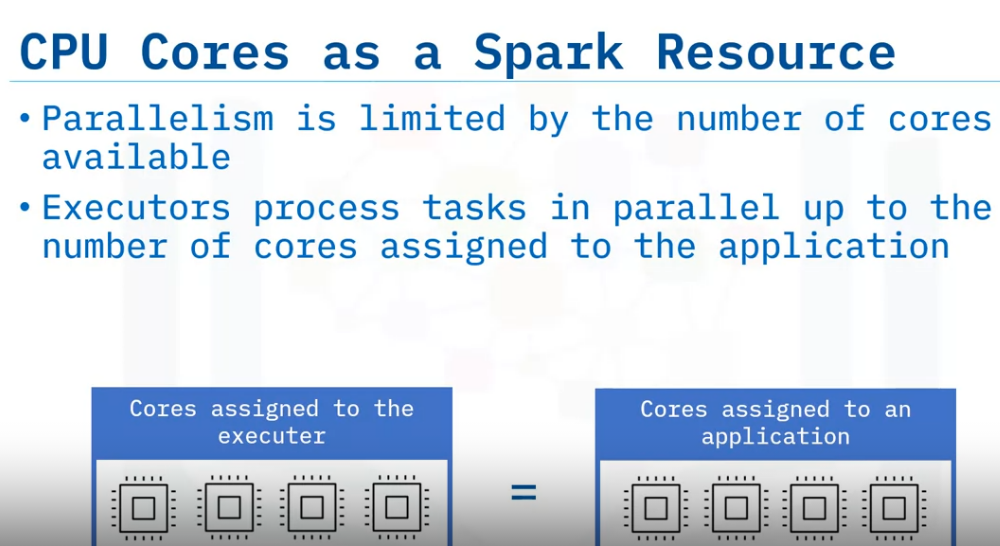 CPU Cores as a Spark Resource
• Parallelism is limited by the number of cores
available
• Executors process tasks in parallel up to the
number of cores assigned to the application
Cores assigned to the
executer
=
Cores assigned to an
application